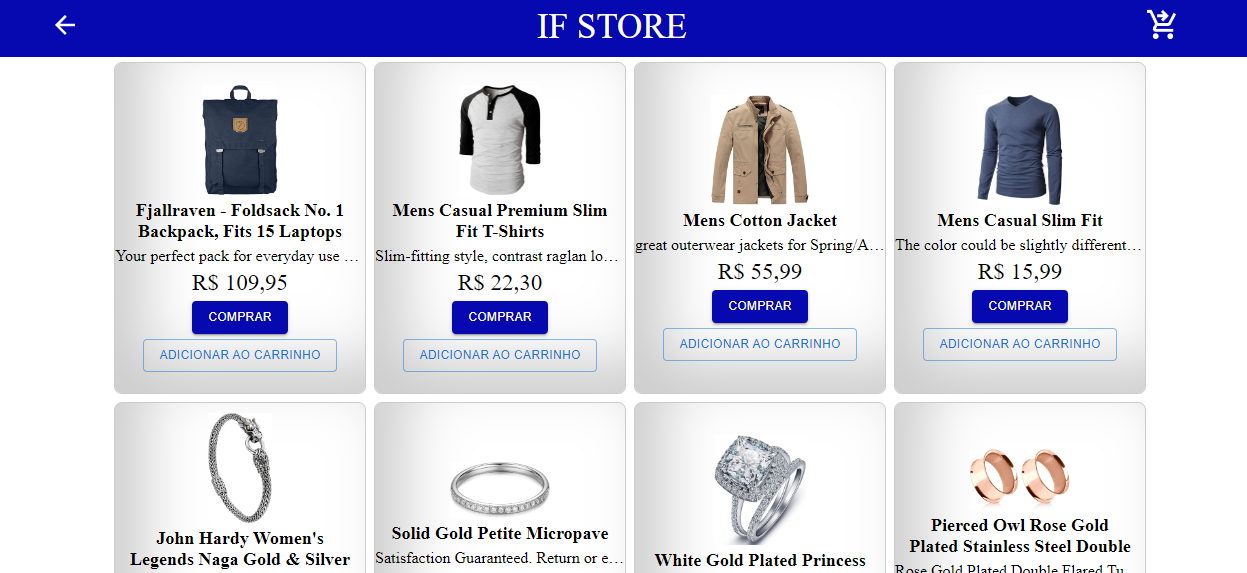 IF STORE
Fjallraven - Foldsack No. 1
Backpack, Fits 15 Laptops
Your perfect pack for everyday use …
R$ 109,95
COMPRAR
ADICIONAR AO CARRINHO
Mens Casual Premium Slim
Fit T-Shirts
Slim-fitting style, contrast raglan lo…
R$ 22,30
COMPRAR
ADICIONAR AO CARRINHO
Mens Cotton Jacket
great outerwear jackets for Spring/A…
R$ 55,99
COMPRAR
ADICIONAR AO CARRINHO
Mens Casual Slim Fit
The color could be slightly different…
R$ 15,99
COMPRAR
ADICIONAR AO CARRINHO
John Hardy Women's
Legends Naga Gold & Silver
Solid Gold Petite Micropave
Satisfaction Guaranteed. Return or e…
White Gold Plated Princess
Pierced Owl Rose Gold
Plated Stainless Steel Double
Rose Gold Plated Double Flared Tu…